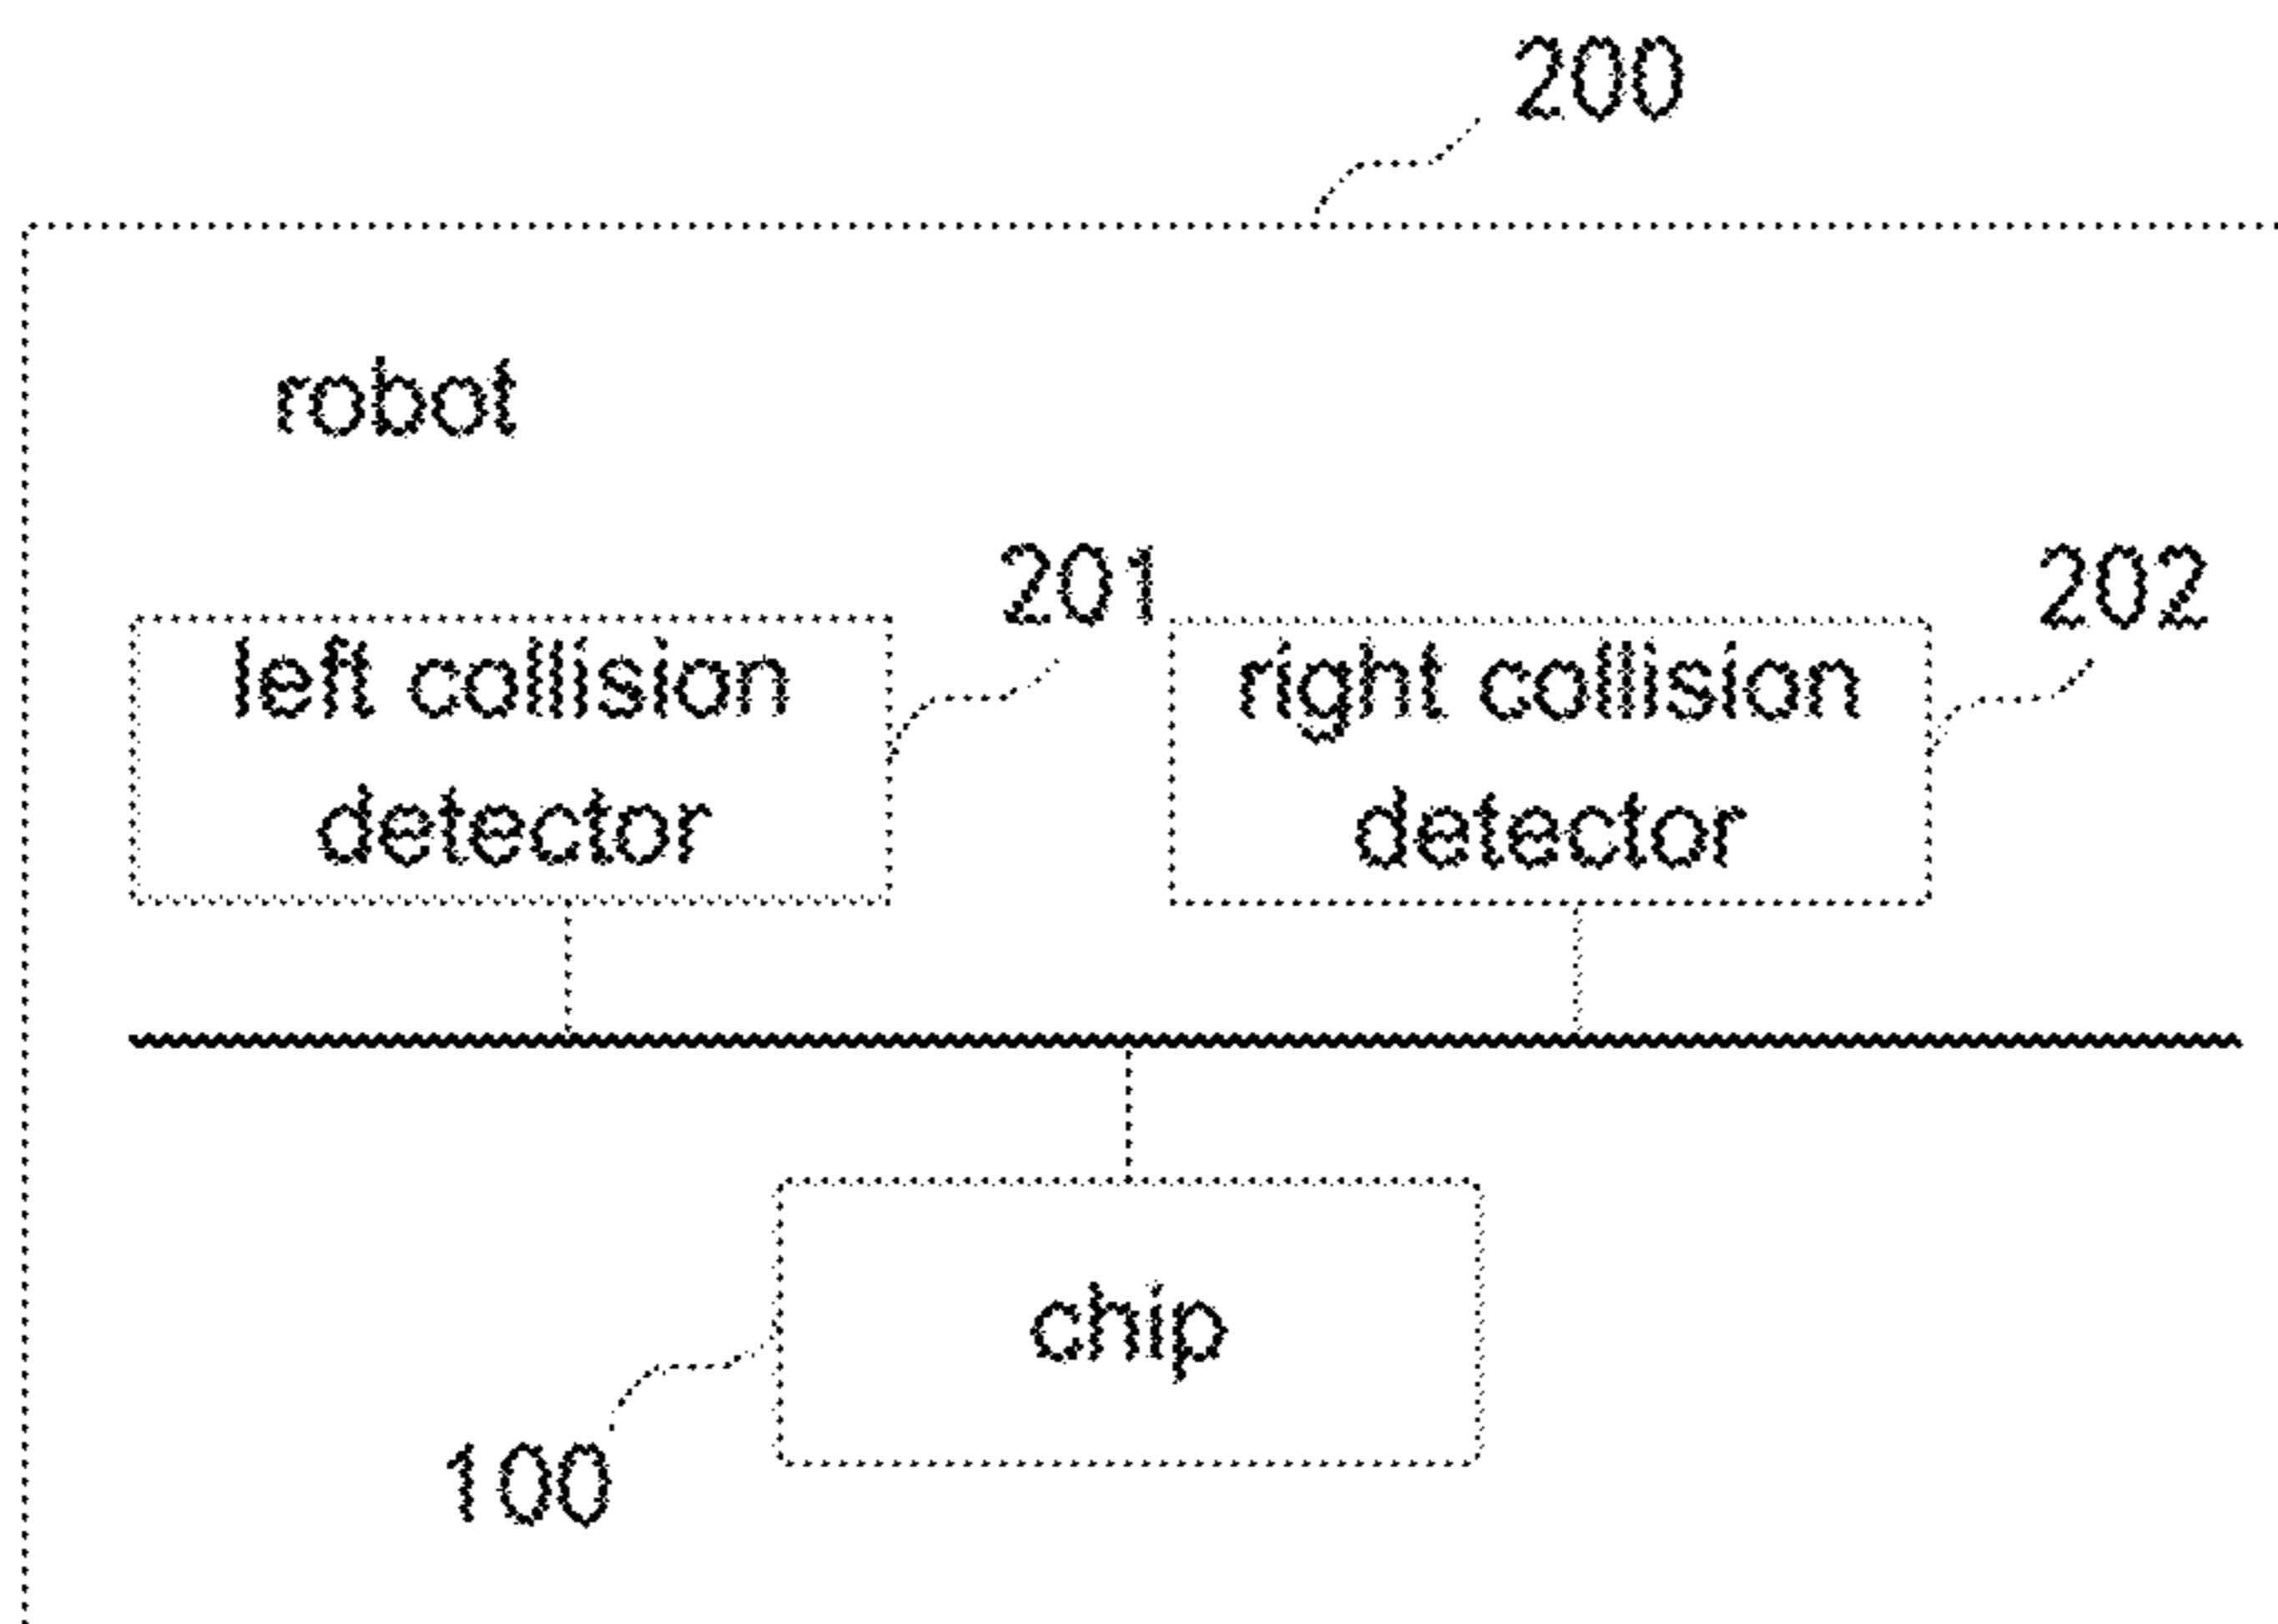 200
robot
201
202
left collision
detector
right collision
detector
chip
100